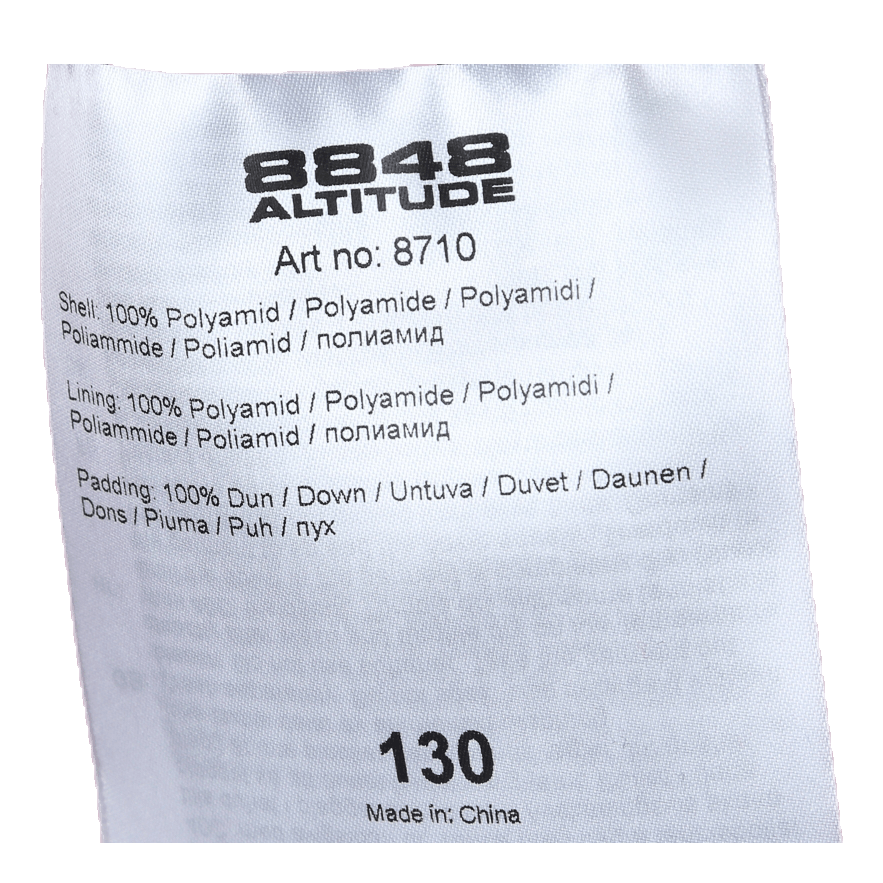 8848
ALTITUDE
Art no: 8710
Shell: 100% Polyamid / Polyamide / Polyamidi /
Poliammide / Poliamid / полиамид
Lining: 100% Polyamid / Polyamide / Polyamidi /
Poliammide / Poliamid / полиамид
Padding: 100% Dun / Down / Untuva / Duvet / Daunen /
Dons / Piuma / Puh / пух
130
Made in: China